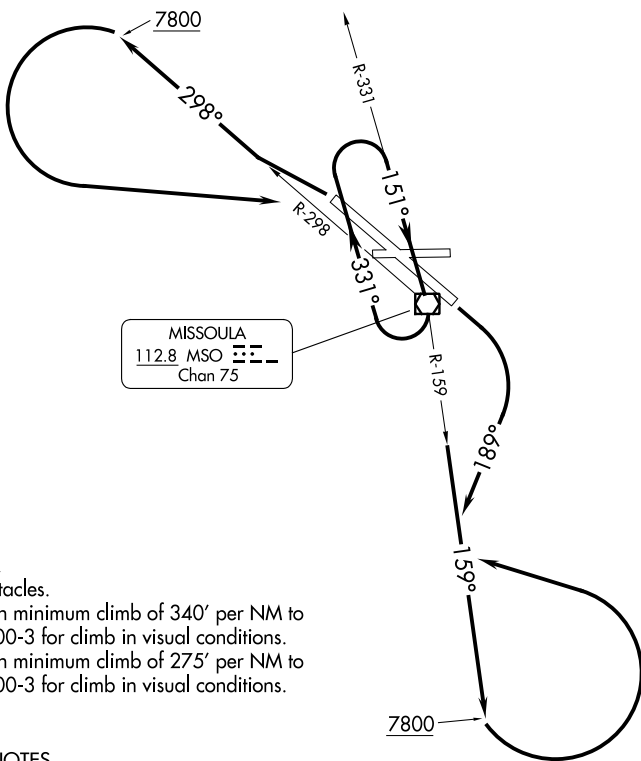 7800
298°
R-331
151°
R-298
331°
MISSOULA
112.8 MSO
Chan 75
R-159
189°
159°
tacles.
minimum climb of 340' per NM to
00-3 for climb in visual conditions.
minimum climb of 275' per NM to
00-3 for climb in visual conditions.
7800